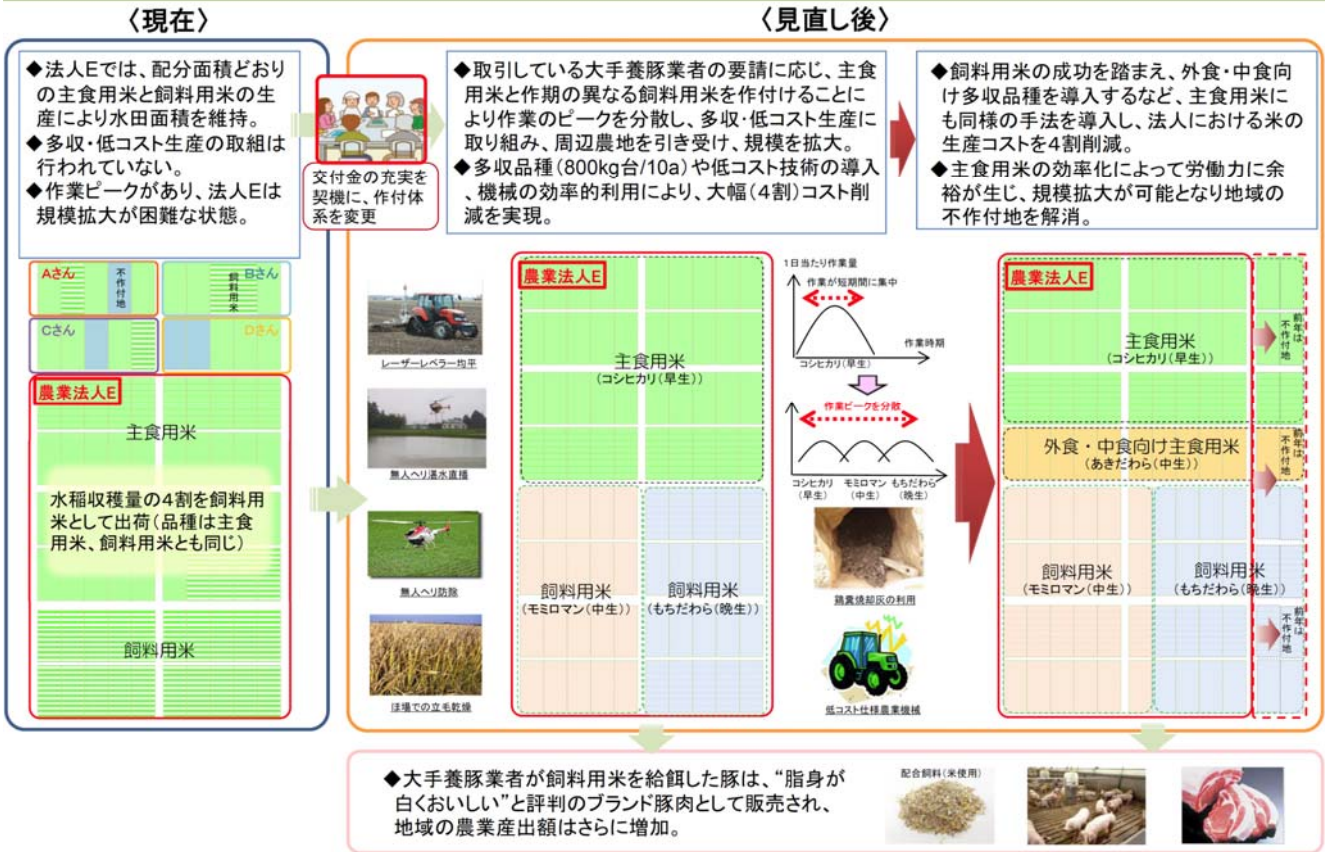 〈現在〉
〈見直し後〉
◆法人Eでは、配分面積どおり
の主食用米と飼料用米の生
産により水田面積を維持。
◆多収・低コスト生産の取組は
行われていない。
◆作業ピークがあり、法人Eは
規模拡大が困難な状態。
交付金の充実を
契機に、作付体
系を変更
◆取引している大手養豚業者の要請に応じ、主食
用米と作期の異なる飼料用米を作付けることに
より作業のピークを分散し、多収・低コスト生産に
取り組み、周辺農地を引き受け、規模を拡大。
◆多収品種(800kg台/10a)や低コスト技術の導入
、機械の効率的利用により、大幅(4割)コスト削
減を実現。
◆飼料用米の成功を踏まえ、外食・中食向
け多収品種を導入するなど、主食用米に
も同様の手法を導入し、法人における米の
生産コストを4割削減。
◆主食用米の効率化によって労働力に余
裕が生じ、規模拡大が可能となり地域の
不作付地を解消。
Aさん
不作付地
飼料用米
Bさん
Cさん
Dさん
農業法人E
主食用米
水稲収穫量の4割を飼料用
米として出荷(品種は主食
用米、飼料用米とも同じ)
飼料用米
レーザーレベラー均平
無人ヘリ湛水直播
無人ヘリ防除
ほ場での立毛乾燥
農業法人E
主食用米
(コシヒカリ(早生))
飼料用米
(モミロマン(中生))
飼料用米
(もちだわら(晩生))
1日当たり作業量
作業が短期間に集中
作業時期
コシヒカリ(早生)
作業ピークを分散
コシヒカリ
(早生)
モミロマン
(中生)
もちだわら
(晩生)
鶏糞焼却灰の利用
低コスト仕様農業機械
農業法人E
主食用米
(コシヒカリ(早生))
前年は
不作付地
外食・中食向け主食用米
(あきだわら(中生))
前年は
不作付地
飼料用米
(モミロマン(中生))
飼料用米
(もちだわら(晩生))
前年は
不作付地
◆大手養豚業者が飼料用米を給餌した豚は、“脂身が
白くおいしい”と評判のブランド豚肉として販売され、
地域の農業産出額はさらに増加。
配合飼料(米使用)